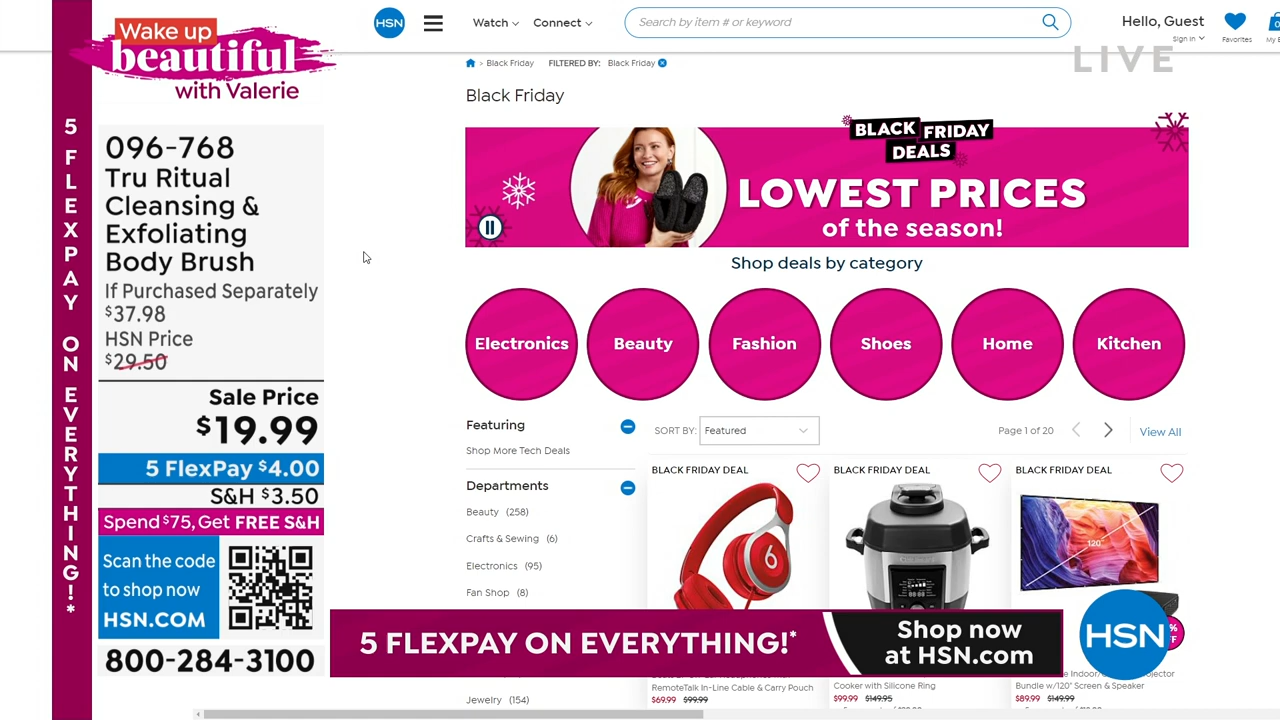 Wake up
beautiful
with Valerie
5 FLEXPAY ON EVERYTHING!*
096-768
Tru Ritual
Cleansing &
Exfoliating
Body Brush
If Purchased Separately
$37.98
HSN Price
$29.50
Sale Price
$19.99
5 FlexPay $4.00
S&H $3.50
Spend $75, Get FREE S&H
Scan the code
to shop now
HSN.COM
800-284-3100
HSN
Watch
Connect
Search by item # or keyword
Hello, Guest
Sign In
Favorites
LIVE
> Black Friday
FILTERED BY: Black Friday
Black Friday
BLACK FRIDAY
DEALS
LOWEST PRICES
of the season!
Shop deals by category
Electronics
Beauty
Fashion
Shoes
Home
Kitchen
Featuring
Shop More Tech Deals
Departments
Beauty (258)
Crafts & Sewing (6)
Electronics (95)
Fan Shop (8)
Jewelry (154)
SORT BY: Featured
Page 1 of 20
View All
BLACK FRIDAY DEAL
BLACK FRIDAY DEAL
BLACK FRIDAY DEAL
120"
RemoteTalk In-Line Cable & Carry Pouch
$69.99 $99.99
Cooker with Silicone Ring
$99.99 $149.95
Bundle w/120" Screen & Speaker
$89.99 $149.99
5 FLEXPAY ON EVERYTHING!*
Shop now
at HSN.com
HSN